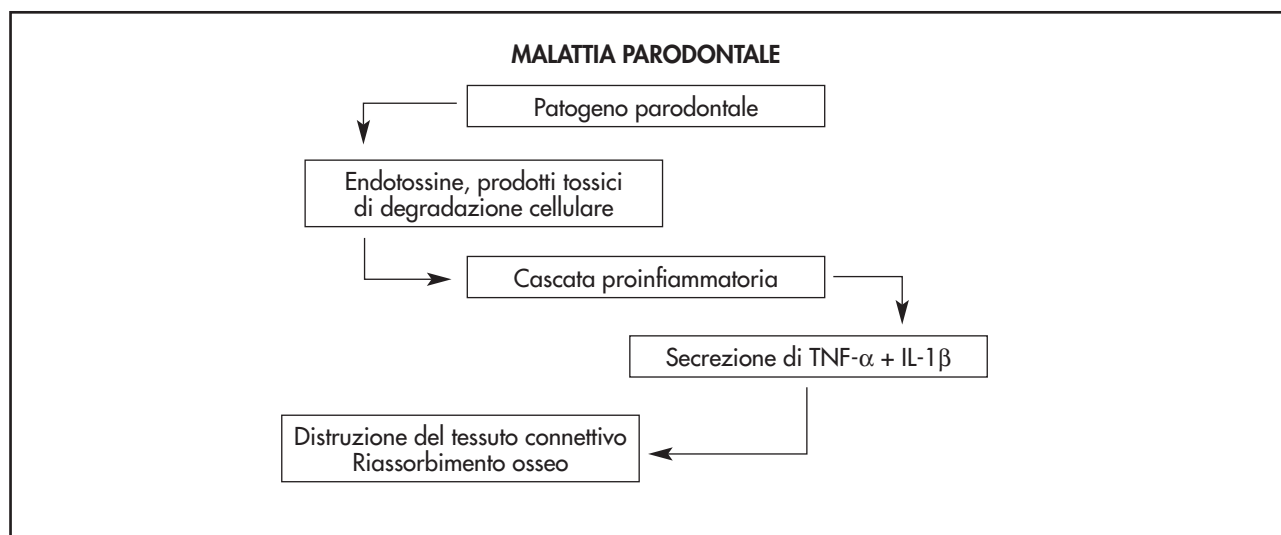 MALATTIA PARODONTALE
Patogeno parodontale
Endotossine, prodotti tossici
di degradazione cellulare
Cascata proinfiammatoria
Secrezione di TNF-α + IL-1β
Distruzione del tessuto connettivo
Riassorbimento osseo